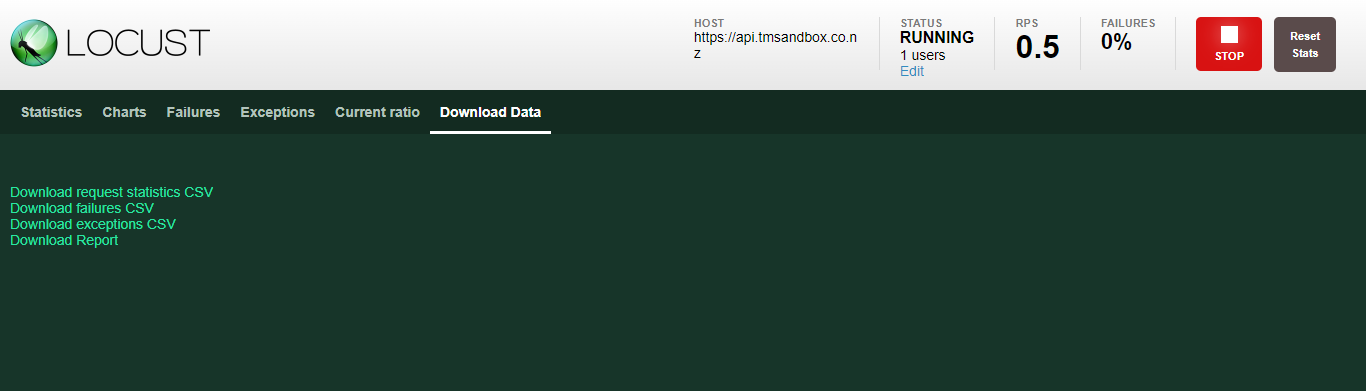 LOCUST
HOST
https://api.tmsandbox.co.n
z
STATUS
RUNNING
1 users
Edit
RPS
0.5
FAILURES
0%
STOP
Reset
Stats
Statistics Charts Failures Exceptions Current ratio Download Data
Download request statistics CSV
Download failures CSV
Download exceptions CSV
Download Report